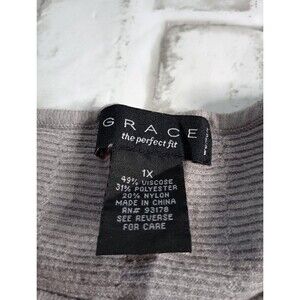 GRACE
the perfect fit
1X
49% VISCOSE
31% POLYESTER
20% NYLON
MADE IN CHINA
RN# 93178
SEE REVERSE
FOR CARE